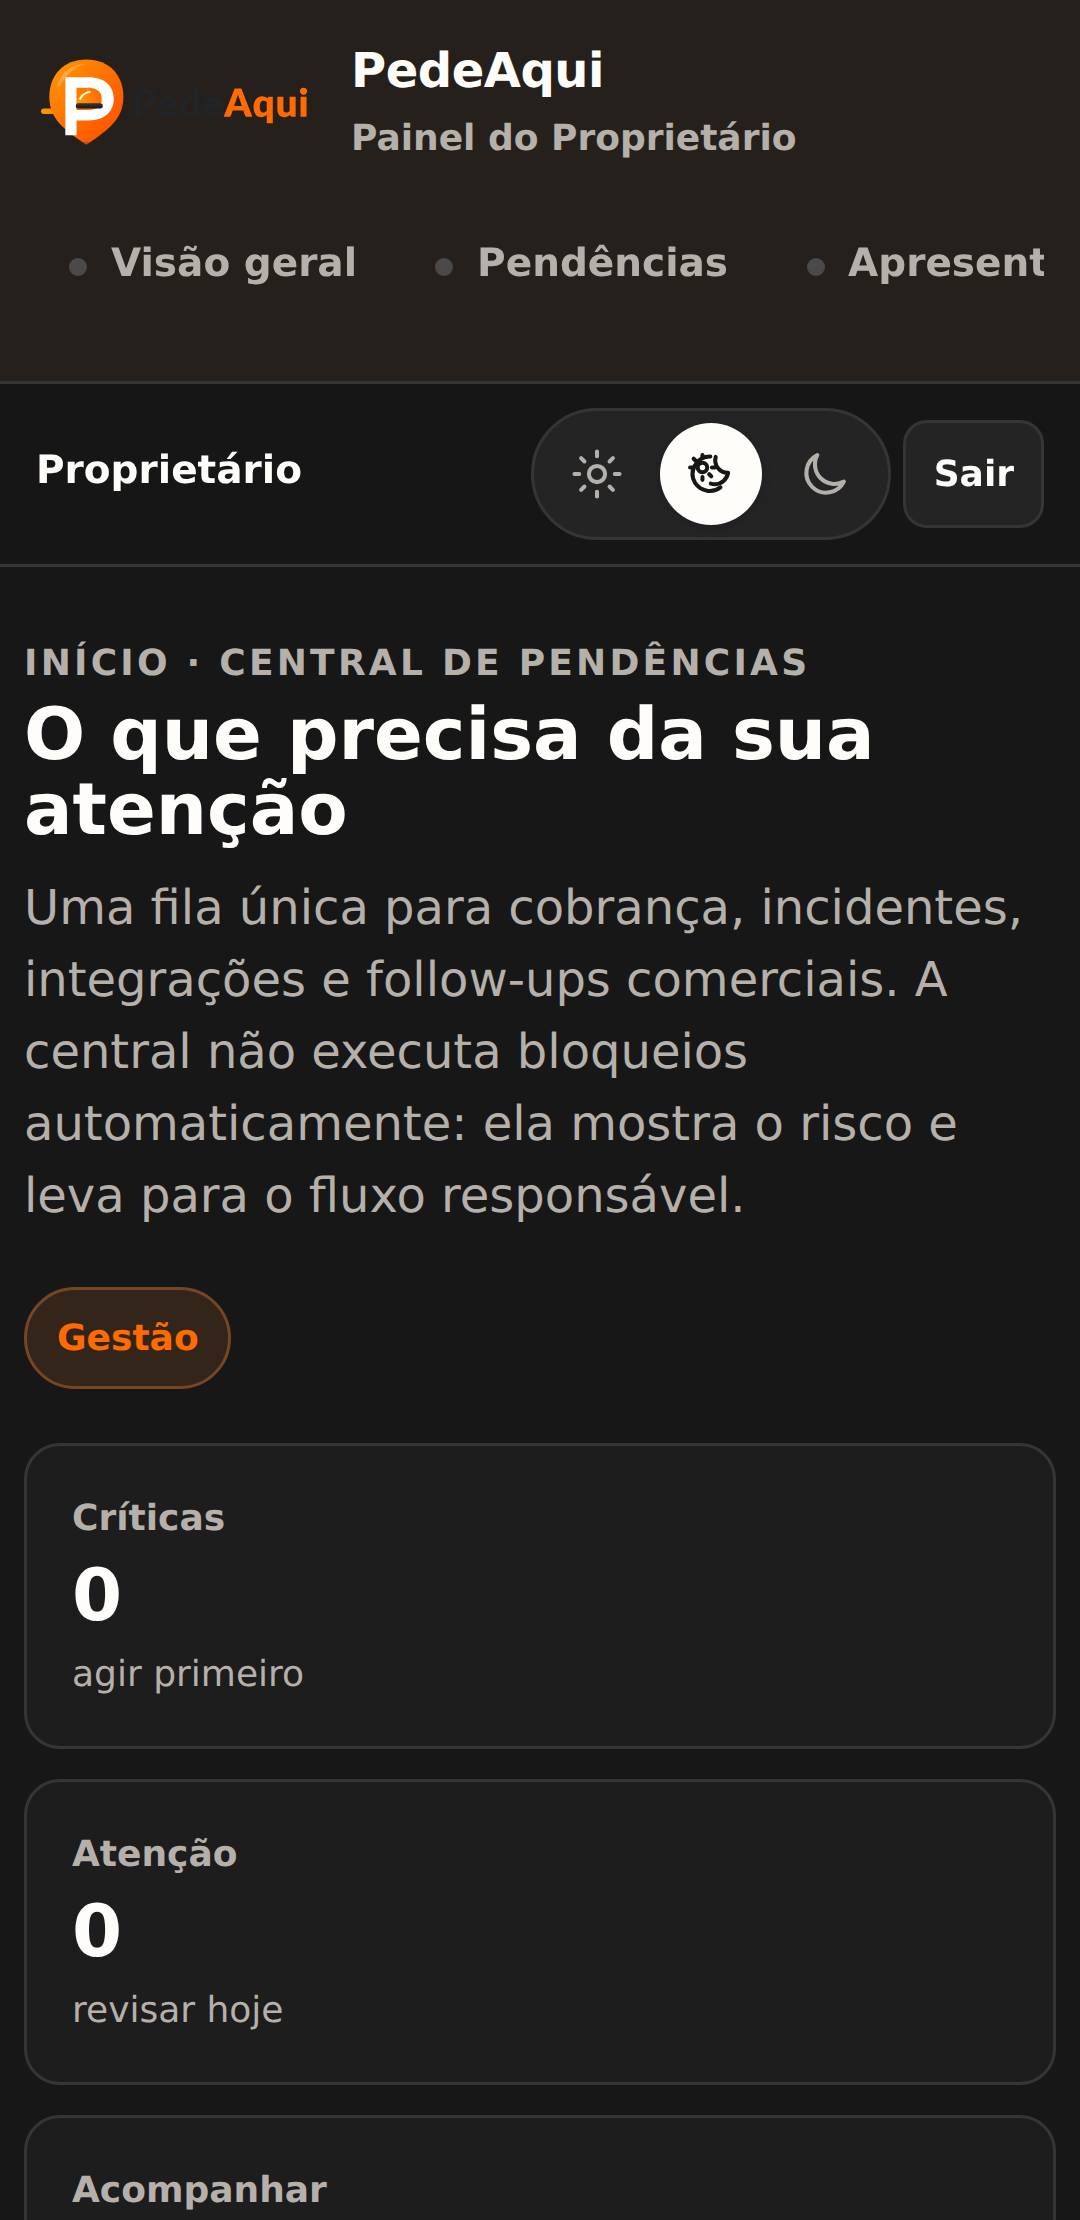 PedeAqui
PedeAqui
Painel do Proprietário
Visão geral
Pendências
Apresent
Proprietário
Sair
INÍCIO · CENTRAL DE PENDÊNCIAS
O que precisa da sua
atenção
Uma fila única para cobrança, incidentes,
integrações e follow-ups comerciais. A
central não executa bloqueios
automaticamente: ela mostra o risco e
leva para o fluxo responsável.
Gestão
Críticas
0
agir primeiro
Atenção
0
revisar hoje
Acompanhar